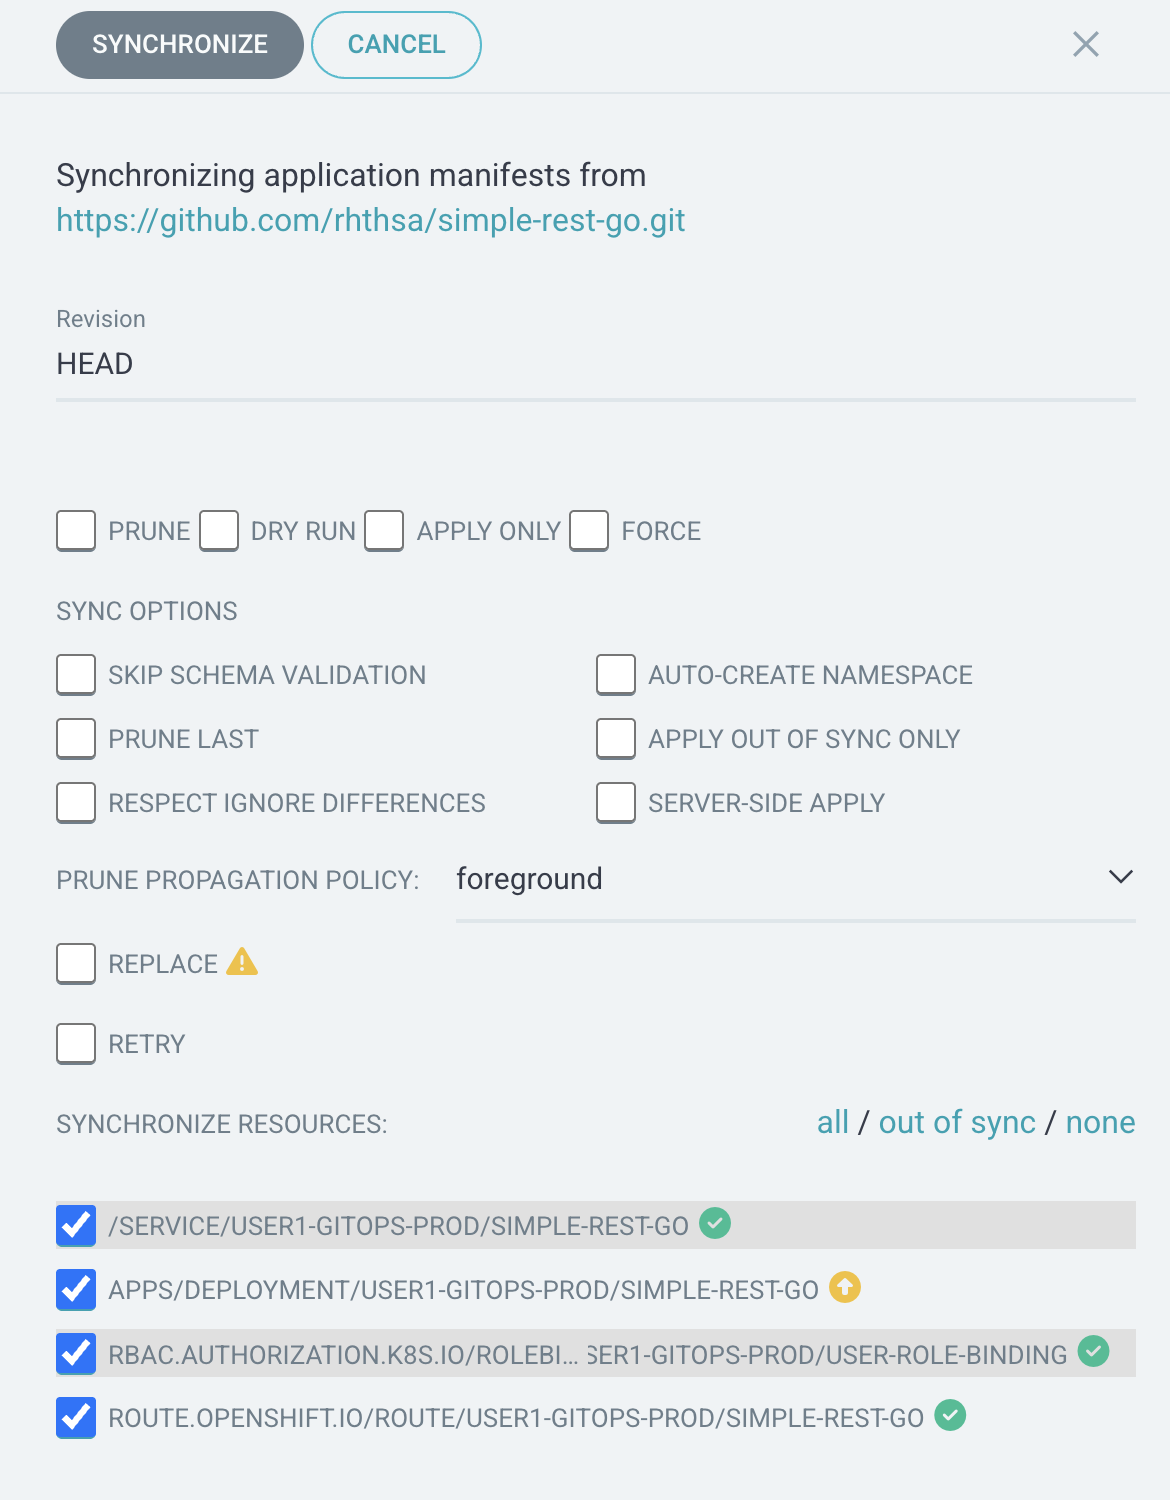 SYNCHRONIZE CANCEL
Synchronizing application manifests from
https://github.com/rhthsa/simple-rest-go.git
Revision
HEAD
PRUNE DRY RUN APPLY ONLY FORCE
SYNC OPTIONS
SKIP SCHEMA VALIDATION AUTO-CREATE NAMESPACE
PRUNE LAST APPLY OUT OF SYNC ONLY
RESPECT IGNORE DIFFERENCES SERVER-SIDE APPLY
PRUNE PROPAGATION POLICY: foreground
REPLACE
RETRY
SYNCHRONIZE RESOURCES: all / out of sync / none
/SERVICE/USER1-GITOPS-PROD/SIMPLE-REST-GO
APPS/DEPLOYMENT/USER1-GITOPS-PROD/SIMPLE-REST-GO
RBAC.AUTHORIZATION.K8S.IO/ROLEBI... SER1-GITOPS-PROD/USER-ROLE-BINDING
ROUTE.OPENSHIFT.IO/ROUTE/USER1-GITOPS-PROD/SIMPLE-REST-GO